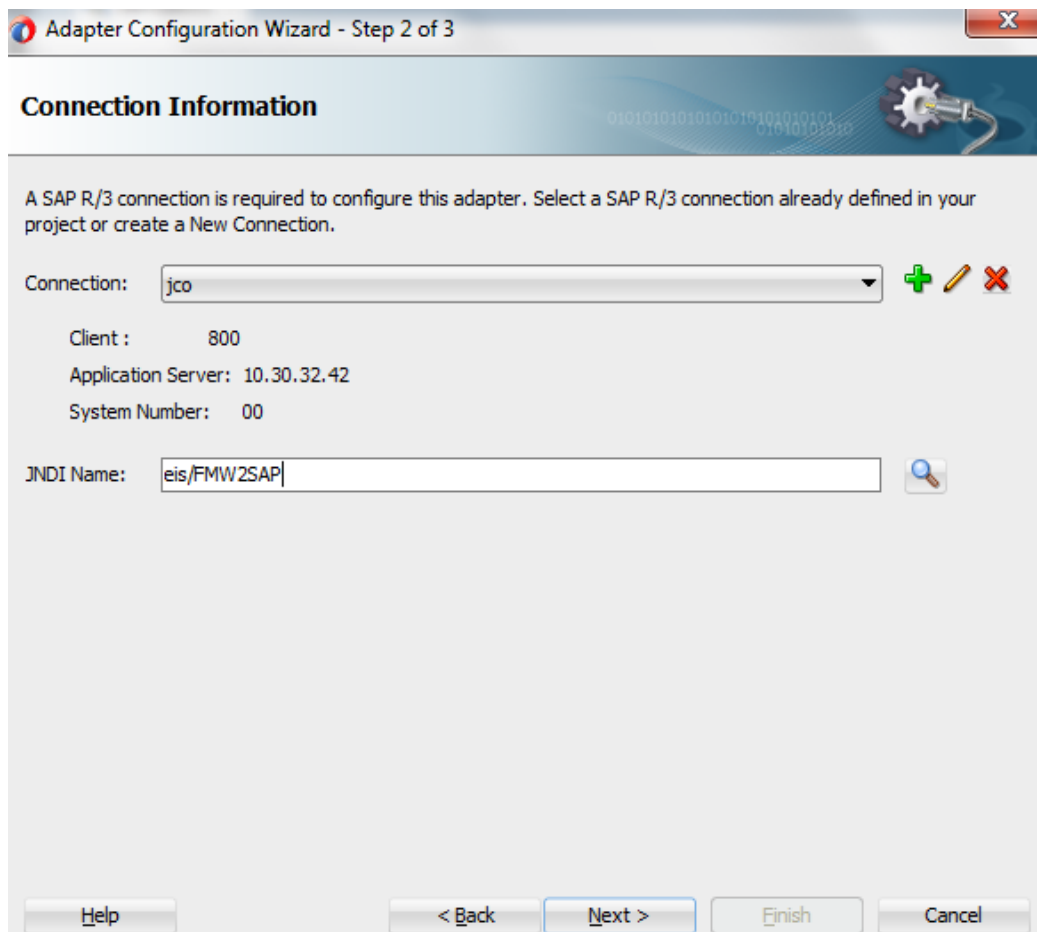 Adapter Configuration Wizard - Step 2 of 3
Connection Information
A SAP R/3 connection is required to configure this adapter. Select a SAP R/3 connection already defined in your
project or create a New Connection.
Connection: jco
Client : 800
Application Server: 10.30.32.42
System Number: 00
JNDI Name: eis/FMW2SAP
Help < Back Next > Finish Cancel